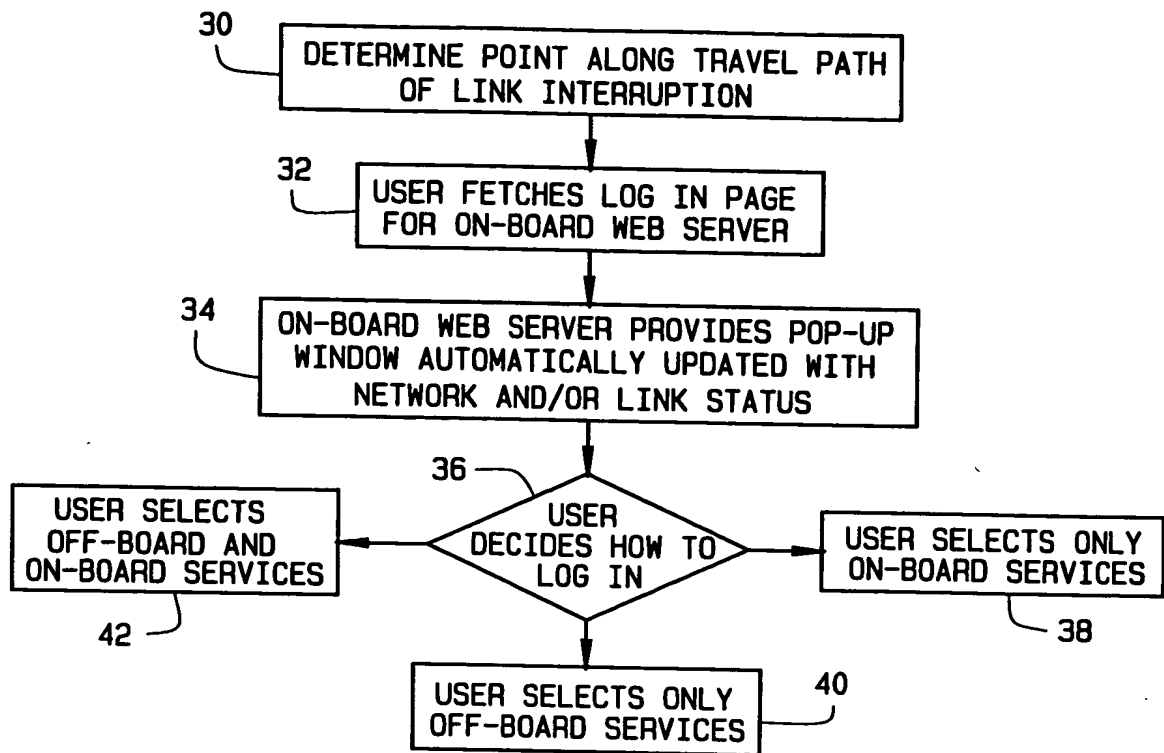 30
DETERMINE POINT ALONG TRAVEL PATH
OF LINK INTERRUPTION
32
USER FETCHES LOG IN PAGE
FOR ON-BOARD WEB SERVER
34
ON-BOARD WEB SERVER PROVIDES POP-UP
WINDOW AUTOMATICALLY UPDATED WITH
NETWORK AND/OR LINK STATUS
36
USER
DECIDES HOW TO
LOG IN
USER SELECTS
OFF-BOARD AND
ON-BOARD SERVICES
42
USER SELECTS ONLY
ON-BOARD SERVICES
38
USER SELECTS ONLY
OFF-BOARD SERVICES
40